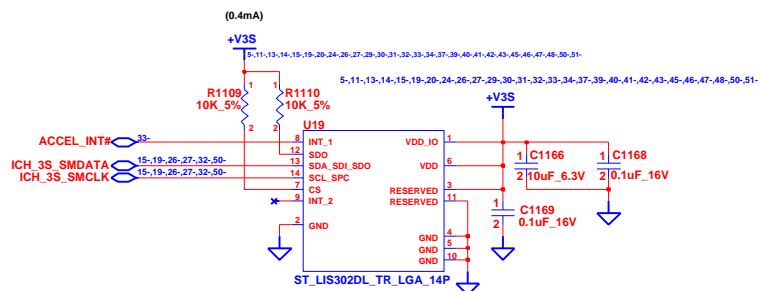 (0.4mA)
+V3S
5-,11-,13-,14-,15-,19-,20-,24-,26-,27-,29-,30-,31-,32-,33-,34-,37-,39-,40-,41-,42-,43-,45-,46-,47-,48-,50-,51-
5-,11-,13-,14-,15-,19-,20-,24-,26-,27-,29-,30-,31-,32-,33-,34-,37-,39-,40-,41-,42-,43-,45-,46-,47-,48-,50-,51-
+V3S
1 1
R1109 R1110
10K_5% 10K_5%
2 2
U19
ACCEL_INT# 33- 8 INT_1 VDD_IO 1
12 SDO
ICH_3S_SMDATA 15-,19-,26-,27-,32-,50- 13 SDA_SDI_SDO VDD 6
ICH_3S_SMCLK 15-,19-,26-,27-,32-,50- 14 SCL_SPC
7 CS RESERVED 3
9 INT_2 RESERVED 11
2 GND
GND 4
GND 5
GND 10
1 C1166
2 10uF_6.3V
1 C1168
2 0.1uF_16V
1 C1169
2 0.1uF_16V
ST_LIS302DL_TR_LGA_14P